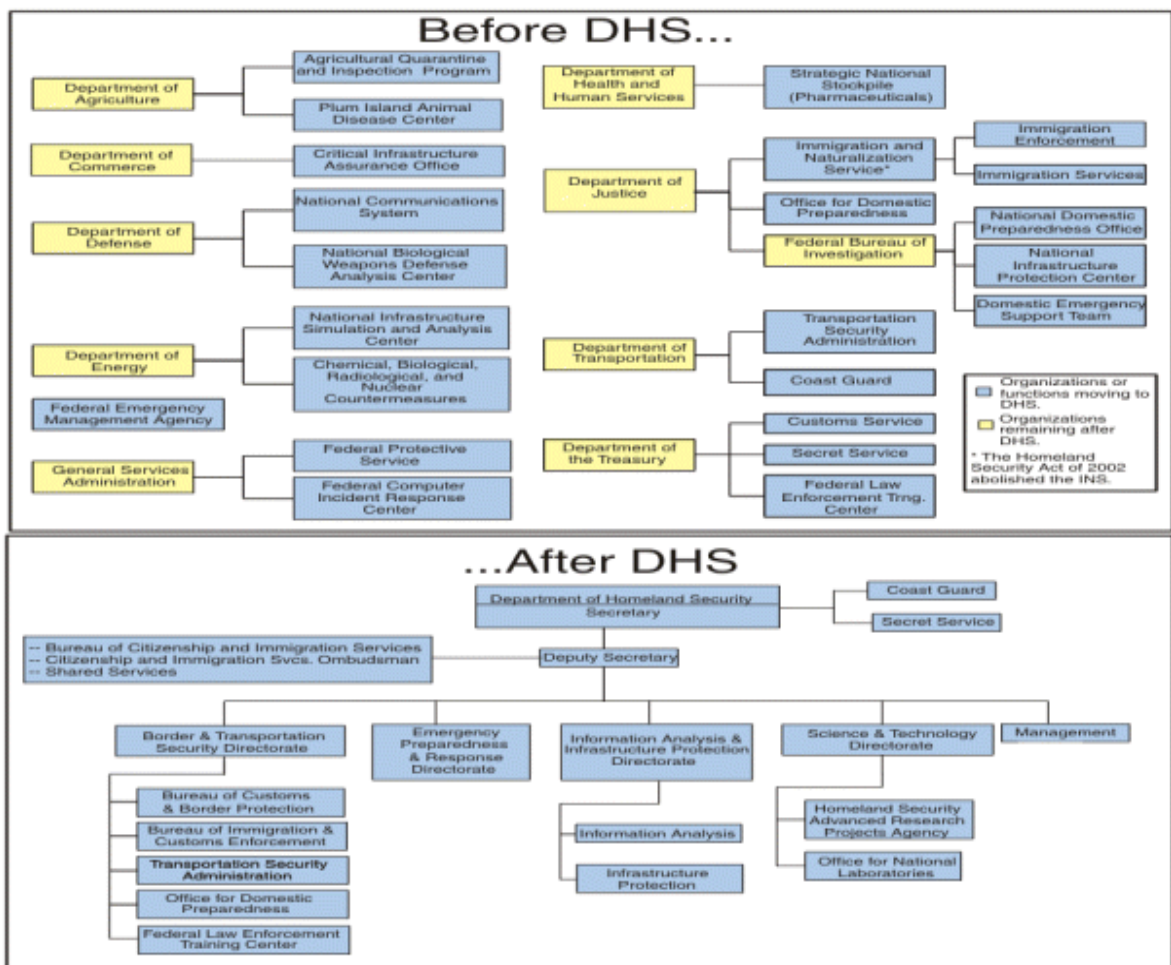 Before DHS...
Department of
Agriculture
Agricultural Quarantine
and Inspection Program
Plum Island Animal
Disease Center
Department of
Commerce
Critical Infrastructure
Assurance Office
Department of
Defense
National Communications
System
National Biological
Weapons Defense
Analysis Center
Department of
Energy
National Infrastructure
Simulation and Analysis
Center
Chemical, Biological,
Radiological, and
Nuclear
Countermeasures
Federal Emergency
Management Agency
General Services
Administration
Federal Protective
Service
Federal Computer
Incident Response
Center
Department of
Health and
Human Services
Strategic National
Stockpile
(Pharmaceuticals)
Department of
Justice
Immigration and
Naturalization
Service*
Immigration
Enforcement
Immigration Services
Office for Domestic
Preparedness
Federal Bureau of
Investigation
National Domestic
Preparedness Office
National
Infrastructure
Protection Center
Domestic Emergency
Support Team
Department of
Transportation
Transportation
Security
Administration
Coast Guard
Department of
the Treasury
Customs Service
Secret Service
Federal Law
Enforcement Trng.
Center
Organizations or
functions moving to
DHS.
Organizations
remaining after
DHS.
* The Homeland
Security Act of 2002
abolished the INS.
...After DHS
Department of Homeland Security
Secretary
Coast Guard
Secret Service
-- Bureau of Citizenship and Immigration Services
-- Citizenship and Immigration Svcs. Ombudsman
-- Shared Services
Deputy Secretary
Border & Transportation
Security Directorate
Bureau of Customs
& Border Protection
Bureau of Immigration &
Customs Enforcement
Transportation Security
Administration
Office for Domestic
Preparedness
Federal Law Enforcement
Training Center
Emergency
Preparedness
& Response
Directorate
Information Analysis &
Infrastructure Protection
Directorate
Information Analysis
Infrastructure
Protection
Science & Technology
Directorate
Homeland Security
Advanced Research
Projects Agency
Office for National
Laboratories
Management